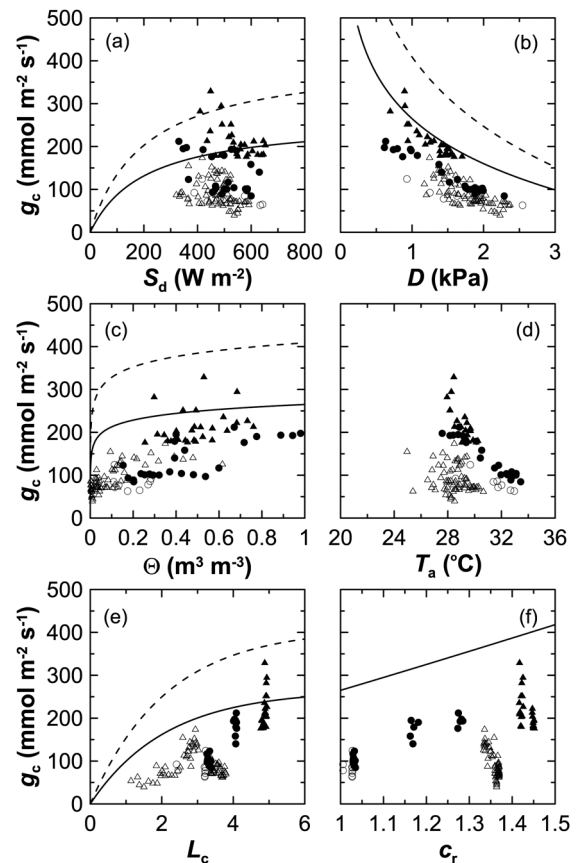 500
400
300
200
100
0
g_c (mmol m⁻² s⁻¹)
(a)
0 200 400 600 800
S_d (W m⁻²)
(b)
0 1 2 3
D (kPa)
500
400
300
200
100
0
g_c (mmol m⁻² s⁻¹)
(c)
0 0.2 0.4 0.6 0.8 1
Θ (m³ m⁻³)
(d)
20 24 28 32 36
T_a (°C)
500
400
300
200
100
0
g_c (mmol m⁻² s⁻¹)
(e)
0 2 4 6
L_c
(f)
1 1.1 1.2 1.3 1.4 1.5
c_r